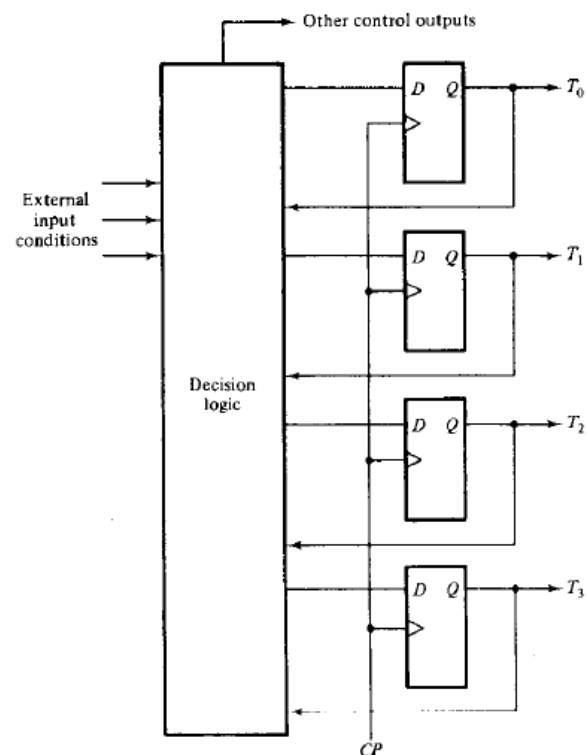 Other control outputs
D Q
T0
External
input
conditions
D Q
T1
Decision
logic
D Q
T2
D Q
T3
CP